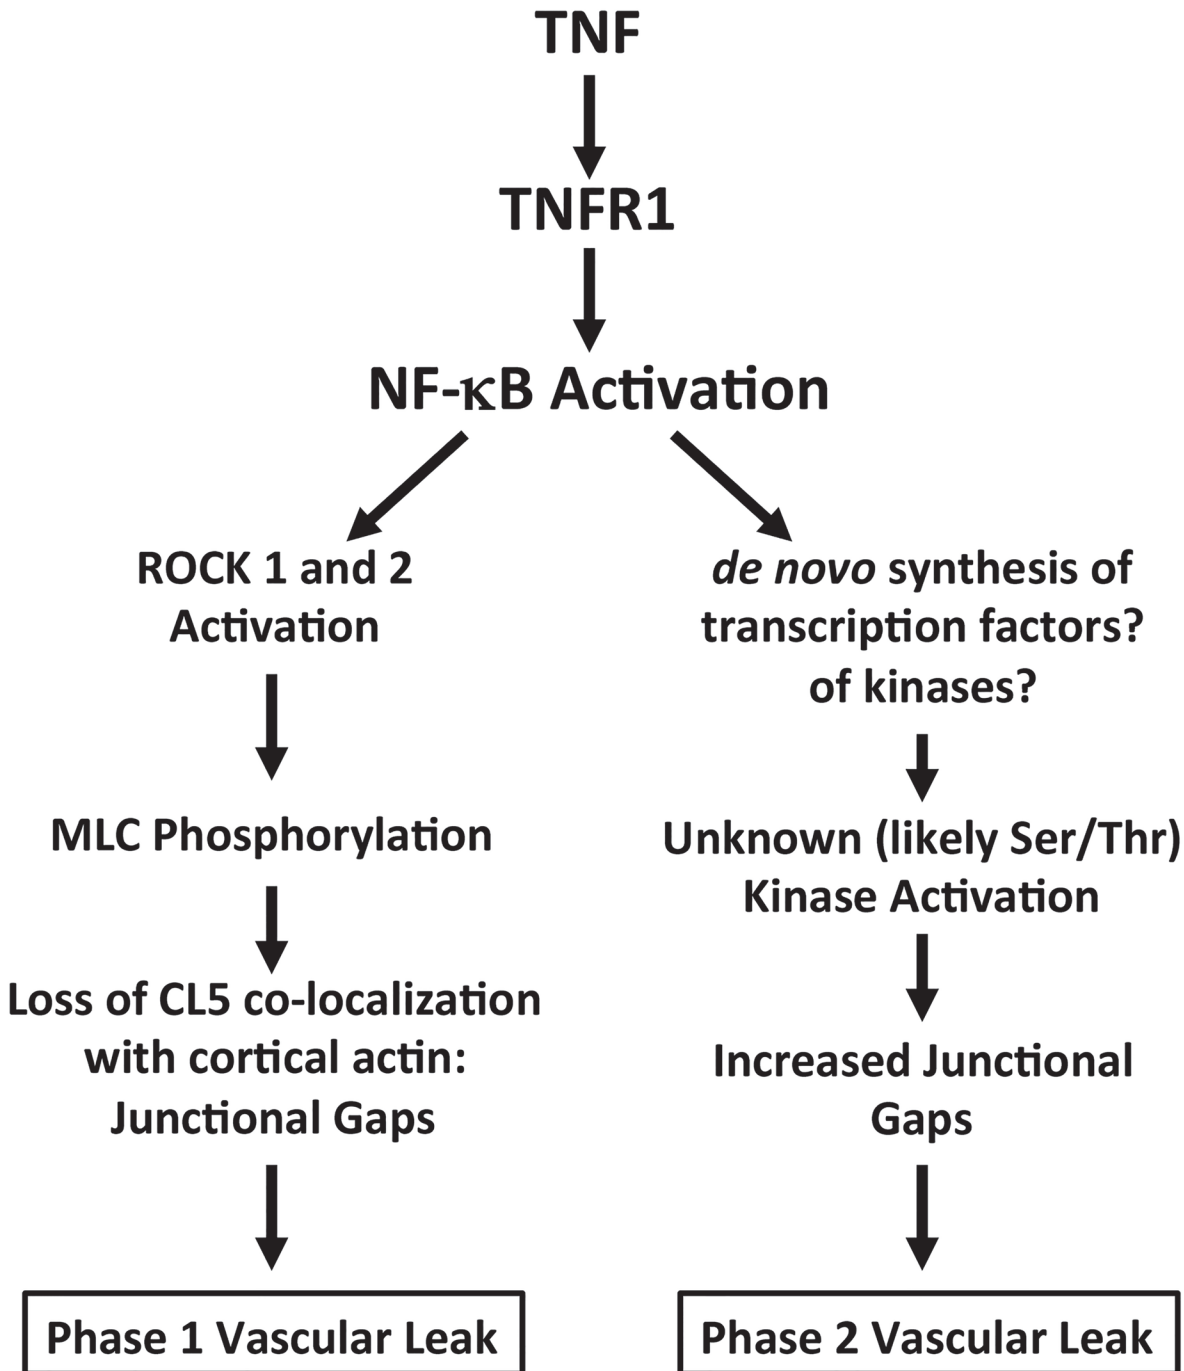 TNF
TNFR1
NF-κB Activation
ROCK 1 and 2
Activation
MLC Phosphorylation
Loss of CL5 co-localization
with cortical actin:
Junctional Gaps
Phase 1 Vascular Leak
de novo synthesis of
transcription factors?
of kinases?
Unknown (likely Ser/Thr)
Kinase Activation
Increased Junctional
Gaps
Phase 2 Vascular Leak